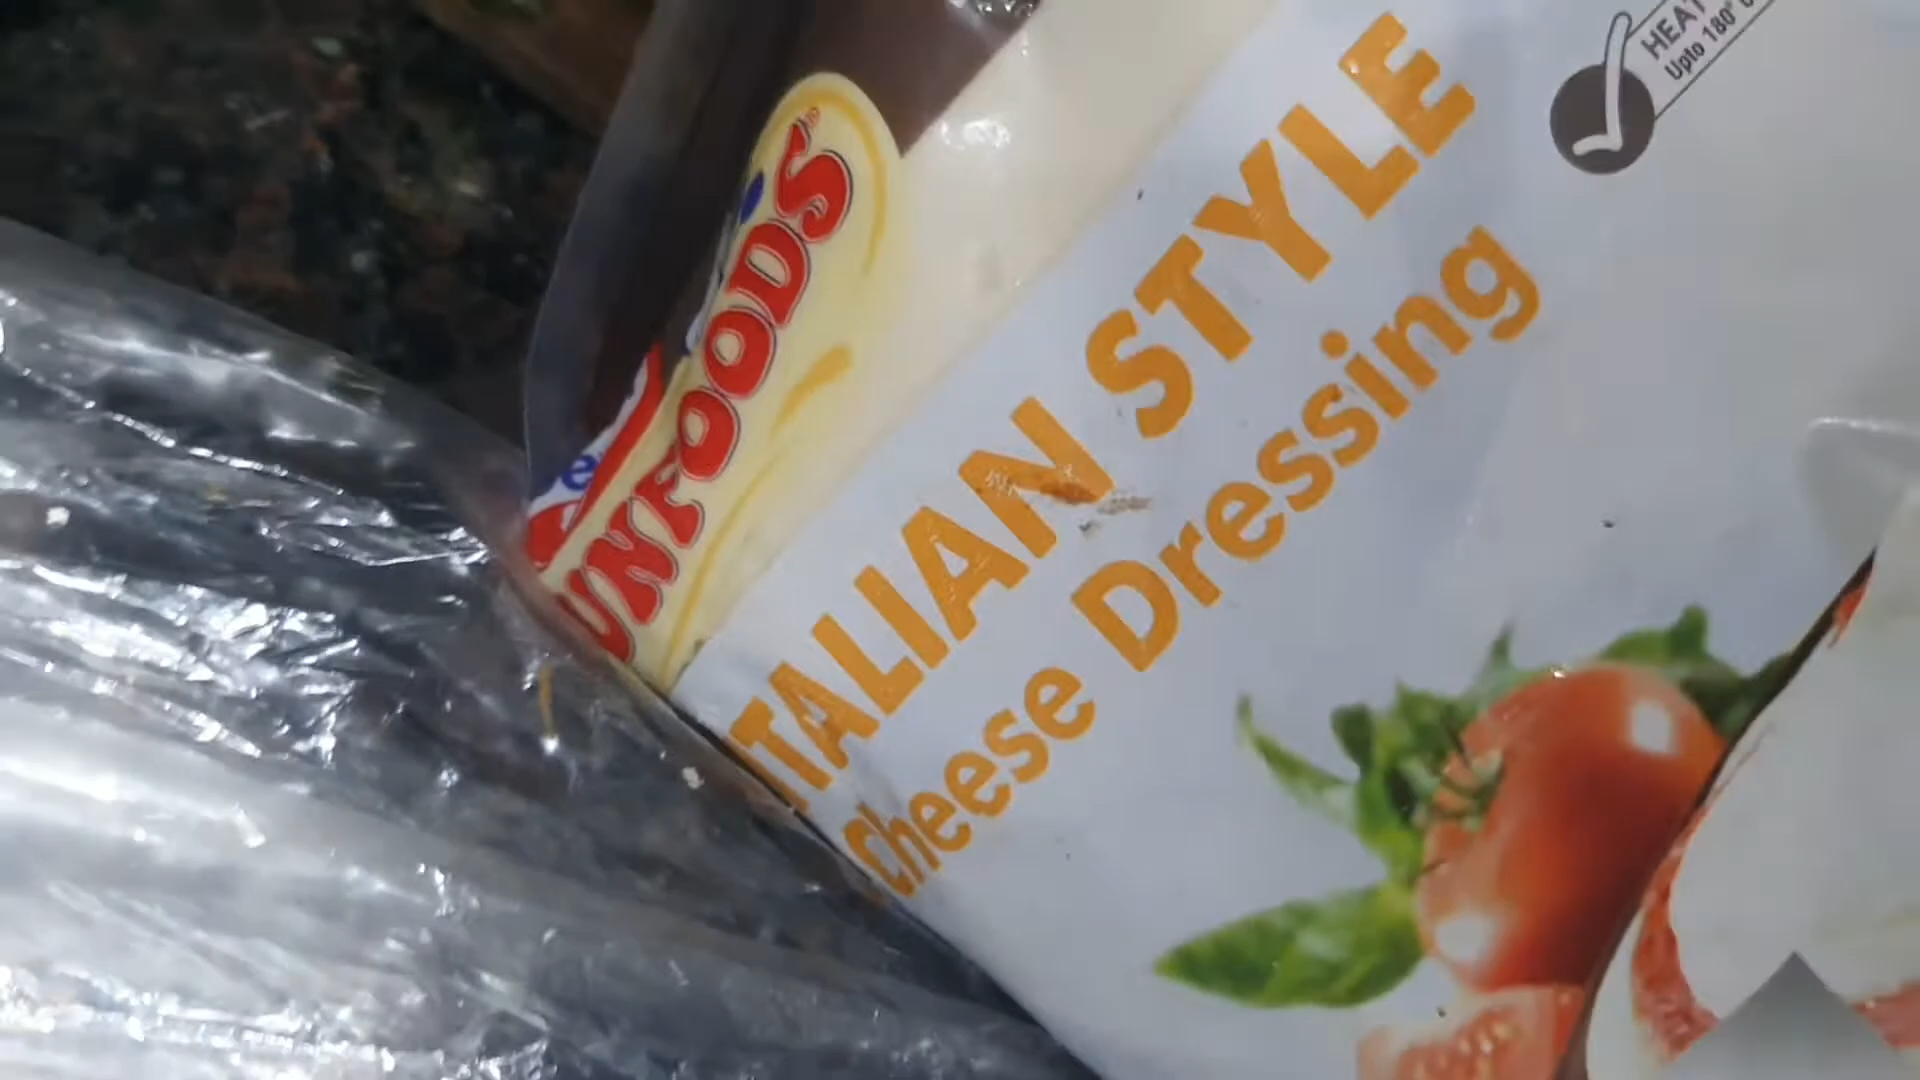 UNFOODS®
ITALIAN STYLE
Cheese Dressing
HEAT
Upto 180°